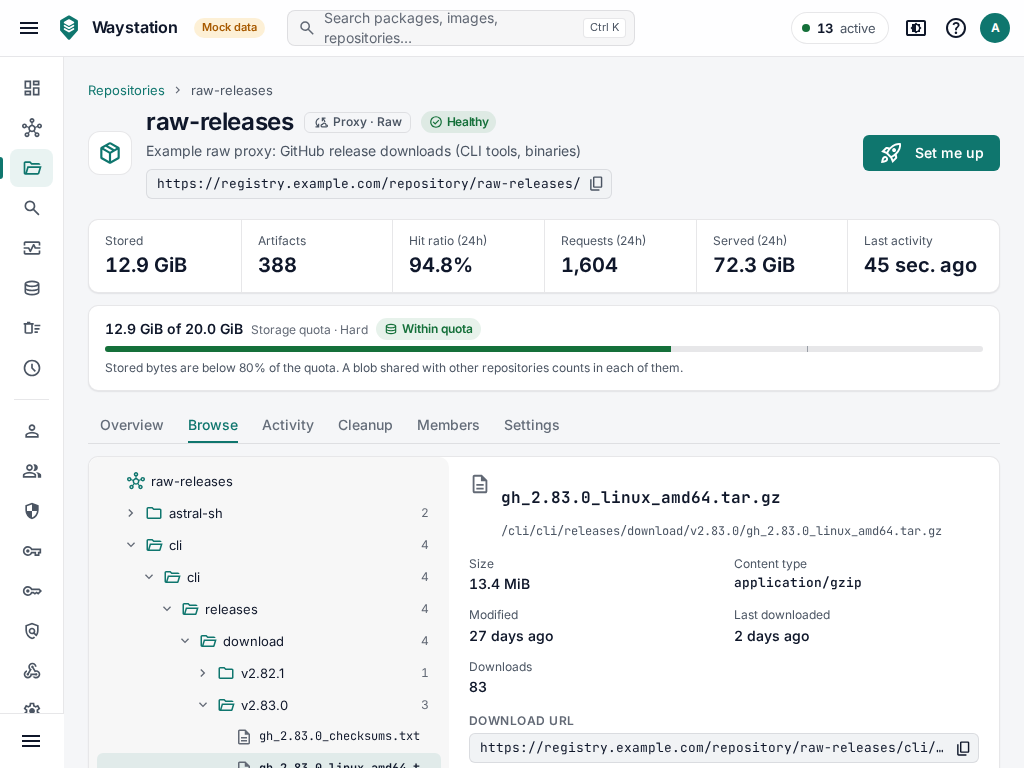 Waystation
Mock data
Search packages, images,
repositories...
Ctrl K
13 active
A
Repositories
raw-releases
raw-releases
Proxy · Raw
Healthy
Example raw proxy: GitHub release downloads (CLI tools, binaries)
https://registry.example.com/repository/raw-releases/
Set me up
Stored
12.9 GiB
Artifacts
388
Hit ratio (24h)
94.8%
Requests (24h)
1,604
Served (24h)
72.3 GiB
Last activity
45 sec. ago
12.9 GiB of 20.0 GiB
Storage quota · Hard
Within quota
Stored bytes are below 80% of the quota. A blob shared with other repositories counts in each of them.
Overview
Browse
Activity
Cleanup
Members
Settings
raw-releases
astral-sh 2
cli 4
cli 4
releases 4
download 4
v2.82.1 1
v2.83.0 3
gh_2.83.0_checksums.txt
gh_2.83.0_linux_amd64.t
gh_2.83.0_linux_amd64.tar.gz
/cli/cli/releases/download/v2.83.0/gh_2.83.0_linux_amd64.tar.gz
Size
13.4 MiB
Content type
application/gzip
Modified
27 days ago
Last downloaded
2 days ago
Downloads
83
DOWNLOAD URL
https://registry.example.com/repository/raw-releases/cli/…